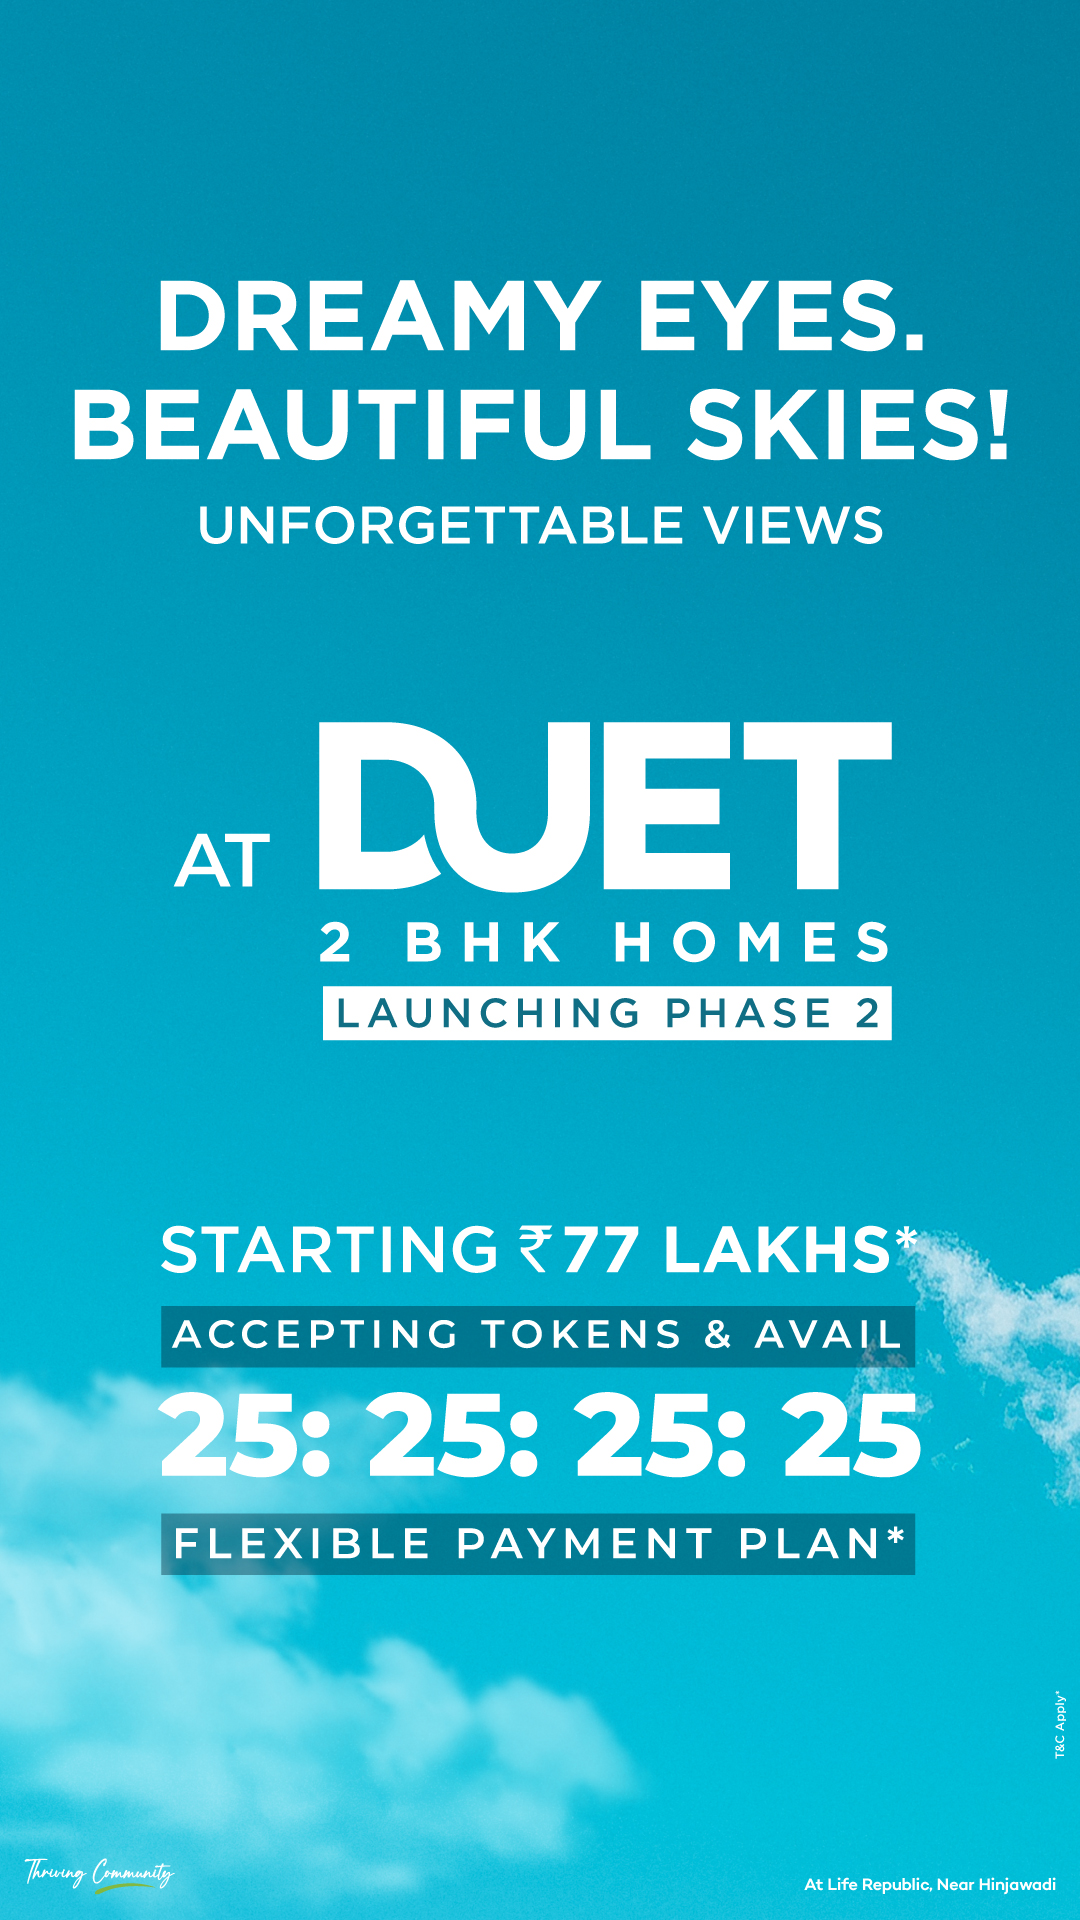 DREAMY EYES.
BEAUTIFUL SKIES!
UNFORGETTABLE VIEWS
AT DUET
2 BHK HOMES
LAUNCHING PHASE 2
STARTING ₹77 LAKHS*
ACCEPTING TOKENS & AVAIL
25: 25: 25: 25
FLEXIBLE PAYMENT PLAN*
T&C Apply*
Thriving Community
At Life Republic, Near Hinjawadi